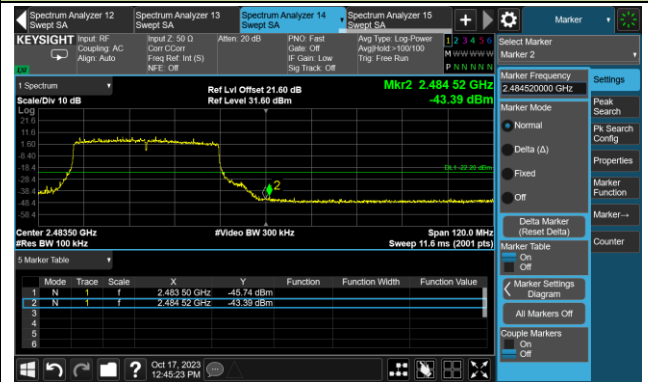 Spectrum Analyzer 12 Swept SA
Spectrum Analyzer 13 Swept SA
Spectrum Analyzer 14 Swept SA
Spectrum Analyzer 15 Swept SA
+
Marker
KEYSIGHT
Input: RF
Coupling: AC
Align: Auto
Input Z: 50 Ω
Corr CCorr
Freq Ref: Int (S)
NFE: Off
Atten: 20 dB
PNO: Fast
Gate: Off
IF Gain: Low
Sig Track: Off
Avg Type: Log-Power
Avg|Hold:>100/100
Trig: Free Run
1 2 3 4 5 6
M W W W W W
P N N N N N
Select Marker
Marker 2
1 Spectrum
Scale/Div 10 dB
Log
Ref Lvl Offset 21.60 dB
Ref Level 31.60 dBm
Mkr2 2.484 52 GHz
-43.39 dBm
21.6
11.6
1.60
-8.40
-18.4
-28.4
-38.4
-48.4
-58.4
DL1 -22.25 dBm
2
Center 2.48350 GHz
#Res BW 100 kHz
#Video BW 300 kHz
Span 120.0 MHz
Sweep 11.6 ms (2001 pts)
5 Marker Table
Mode Trace Scale X Y Function Function Width Function Value
1 N 1 f 2.483 50 GHz -45.74 dBm
2 N 1 f 2.484 52 GHz -43.39 dBm
3
4
5
6
Marker Frequency
2.484520000 GHz
Marker Mode
Normal
Delta (Δ)
Fixed
Off
Delta Marker
(Reset Delta)
Marker Table
On
Off
Marker Settings
Diagram
All Markers Off
Couple Markers
On
Off
Settings
Peak
Search
Pk Search
Config
Properties
Marker
Function
Marker→
Counter
?
Oct 17, 2023
12:45:23 PM